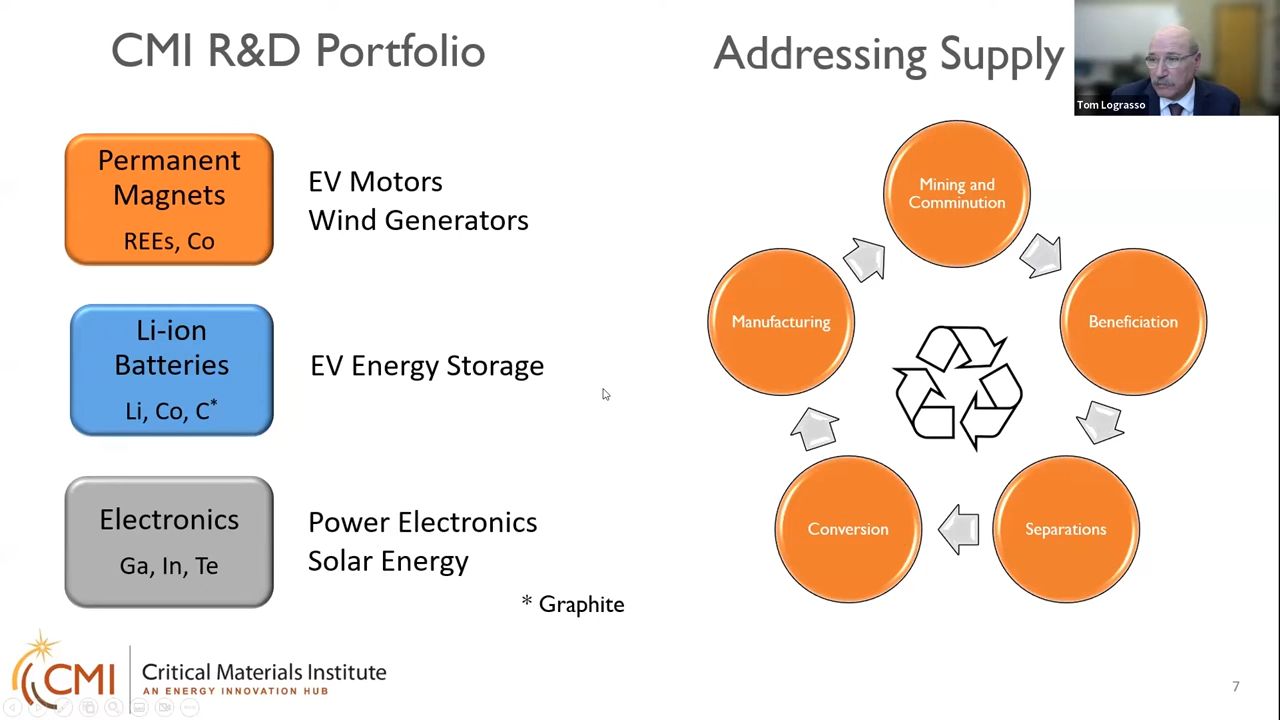 CMI R&D Portfolio
Addressing Supply
Tom Lograsso
Permanent
Magnets
REEs, Co
EV Motors
Wind Generators
Li-ion
Batteries
Li, Co, C*
EV Energy Storage
Electronics
Ga, In, Te
Power Electronics
Solar Energy
* Graphite
Mining and
Comminution
Beneficiation
Separations
Conversion
Manufacturing
CMI
Critical Materials Institute
AN ENERGY INNOVATION HUB
7